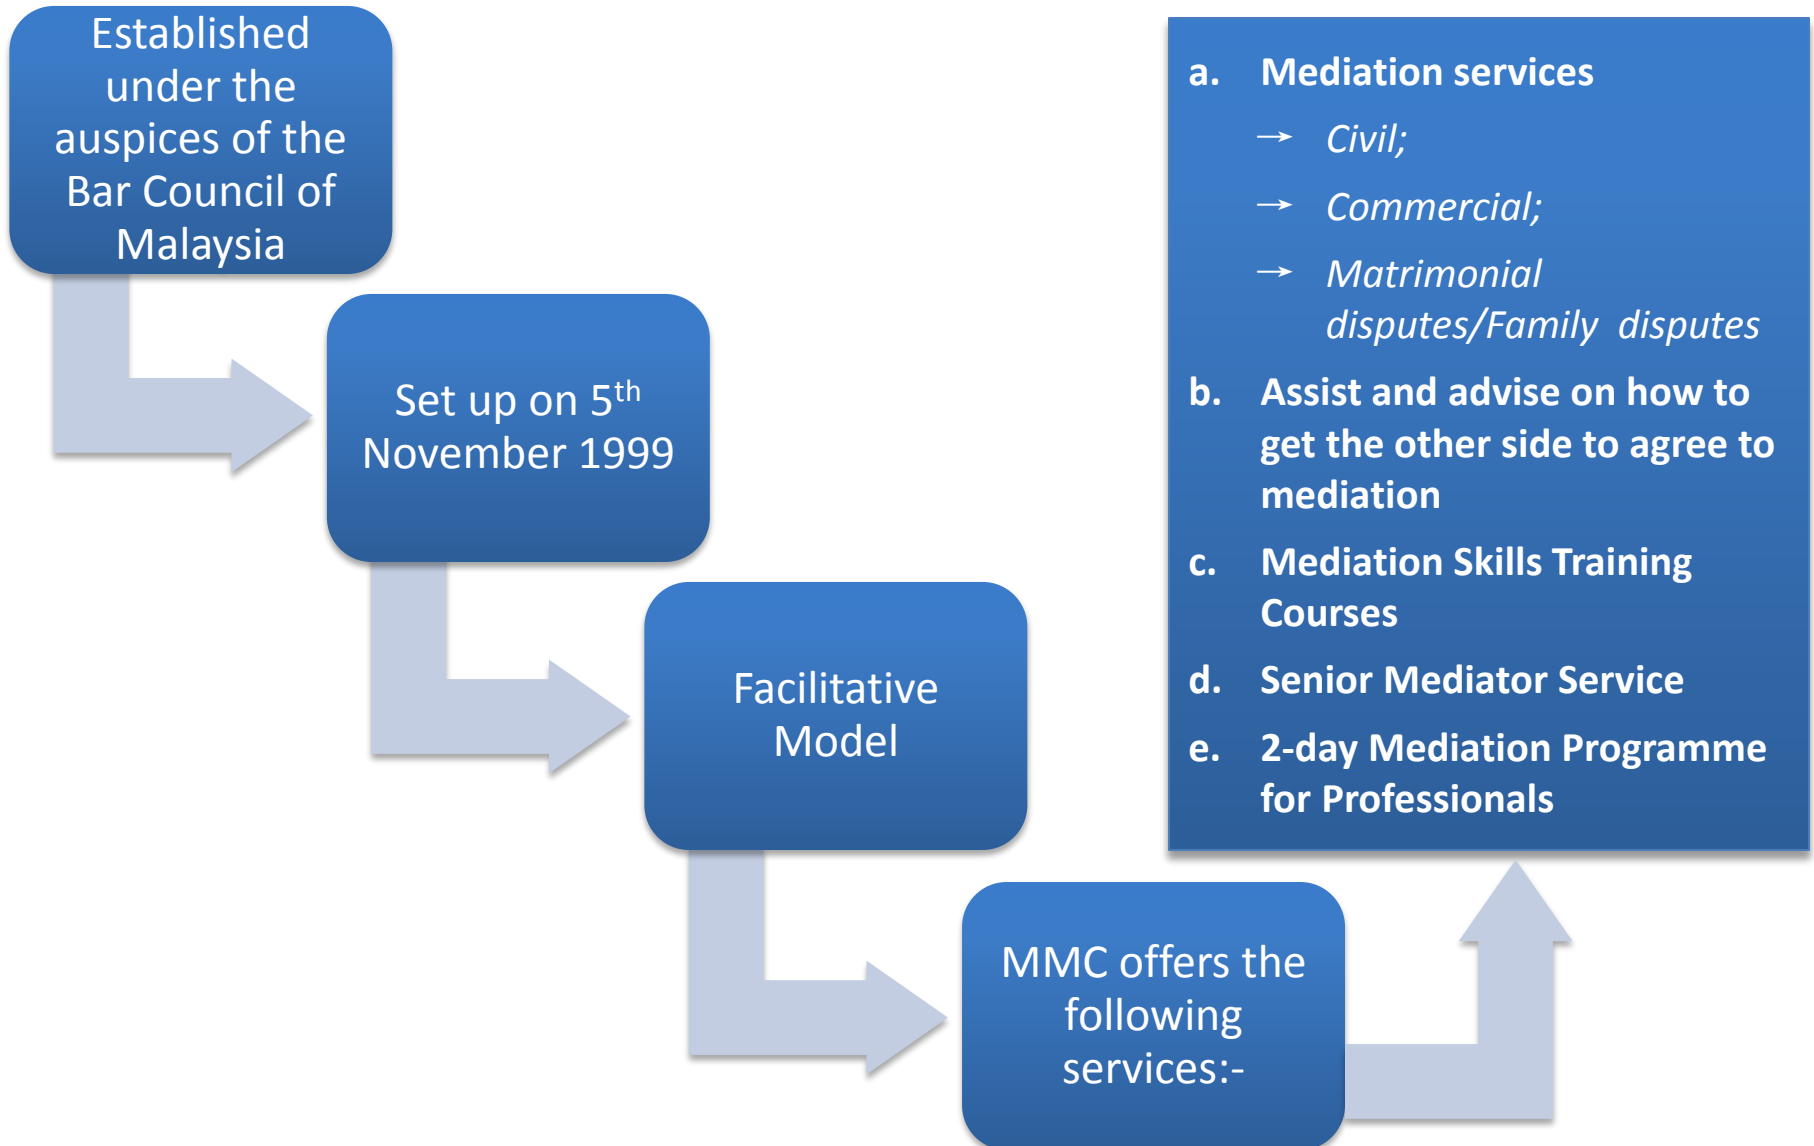 Established
under the
auspices of the
Bar Council of
Malaysia
Set up on 5th
November 1999
Facilitative
Model
MMC offers the
following
services:-
a. Mediation services
→ Civil;
→ Commercial;
→ Matrimonial
disputes/Family disputes
b. Assist and advise on how to
get the other side to agree to
mediation
c. Mediation Skills Training
Courses
d. Senior Mediator Service
e. 2-day Mediation Programme
for Professionals